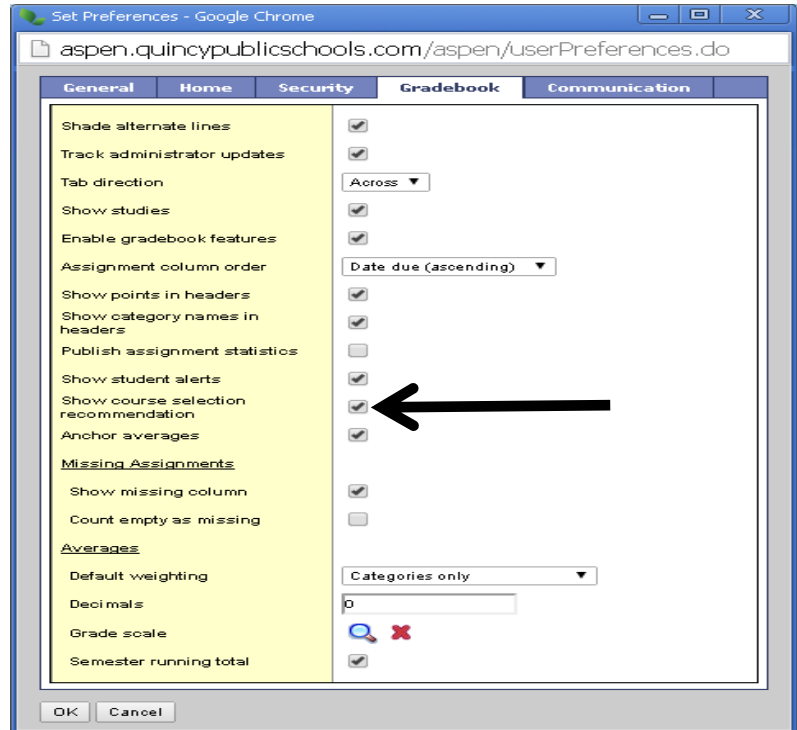 Set Preferences - Google Chrome
aspen.quincypublicschools.com/aspen/userPreferences.do
General Home Security Gradebook Communication
Shade alternate lines
Track administrator updates
Tab direction Across
Show studies
Enable gradebook features
Assignment column order Date due (ascending)
Show points in headers
Show category names in
headers
Publish assignment statistics
Show student alerts
Show course selection
recommendation
Anchor averages
Missing Assignments
Show missing column
Count empty as missing
Averages
Default weighting Categories only
Decimals 0
Grade scale
Semester running total
OK Cancel